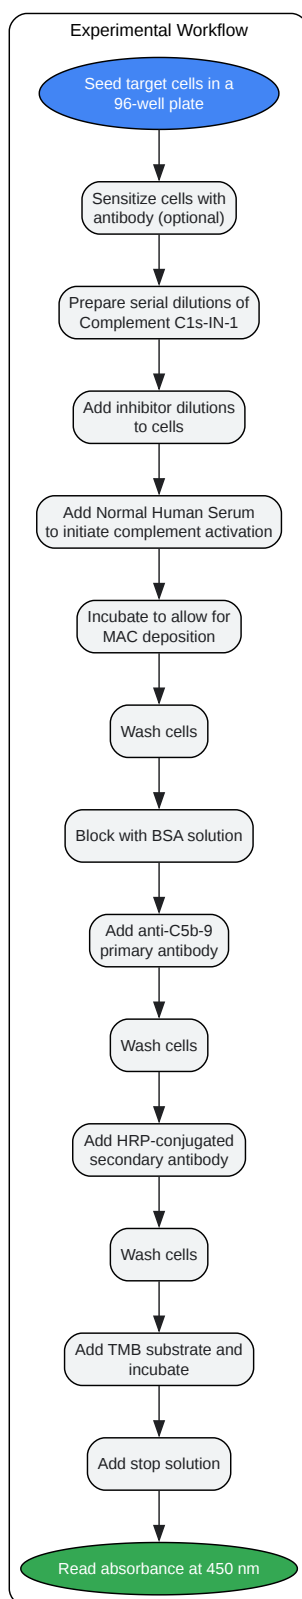 Experimental Workflow
Seed target cells in a
96-well plate
Sensitize cells with
antibody (optional)
Prepare serial dilutions of
Complement C1s-IN-1
Add inhibitor dilutions
to cells
Add Normal Human Serum
to initiate complement activation
Incubate to allow for
MAC deposition
Wash cells
Block with BSA solution
Add anti-C5b-9
primary antibody
Wash cells
Add HRP-conjugated
secondary antibody
Wash cells
Add TMB substrate and
incubate
Add stop solution
Read absorbance at 450 nm